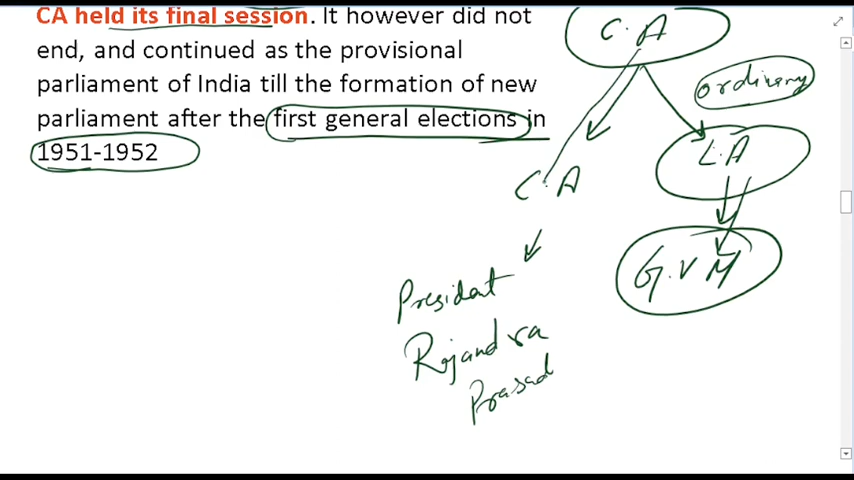 CA held its final session. It however did not
end, and continued as the provisional
parliament of India till the formation of new
parliament after the first general elections in
1951-1952
C.A
ordinary
L.A
C.A
G.V M
President
Rajandra
Prasad